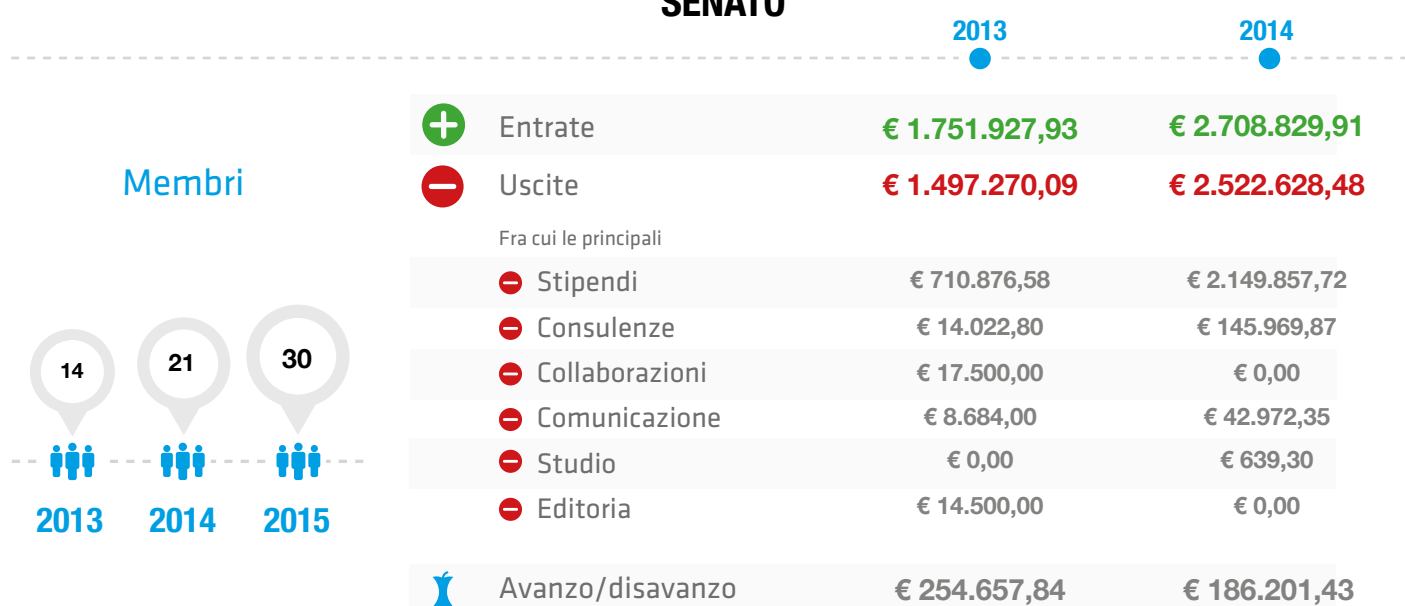 SENATO
2013 2014
Entrate € 1.751.927,93 € 2.708.829,91
Membri
Uscite € 1.497.270,09 € 2.522.628,48
Fra cui le principali
Stipendi € 710.876,58 € 2.149.857,72
Consulenze € 14.022,80 € 145.969,87
14 21 30
Collaborazioni € 17.500,00 € 0,00
Comunicazione € 8.684,00 € 42.972,35
Studio € 0,00 € 639,30
Editoria € 14.500,00 € 0,00
2013 2014 2015
Avanzo/disavanzo € 254.657,84 € 186.201,43